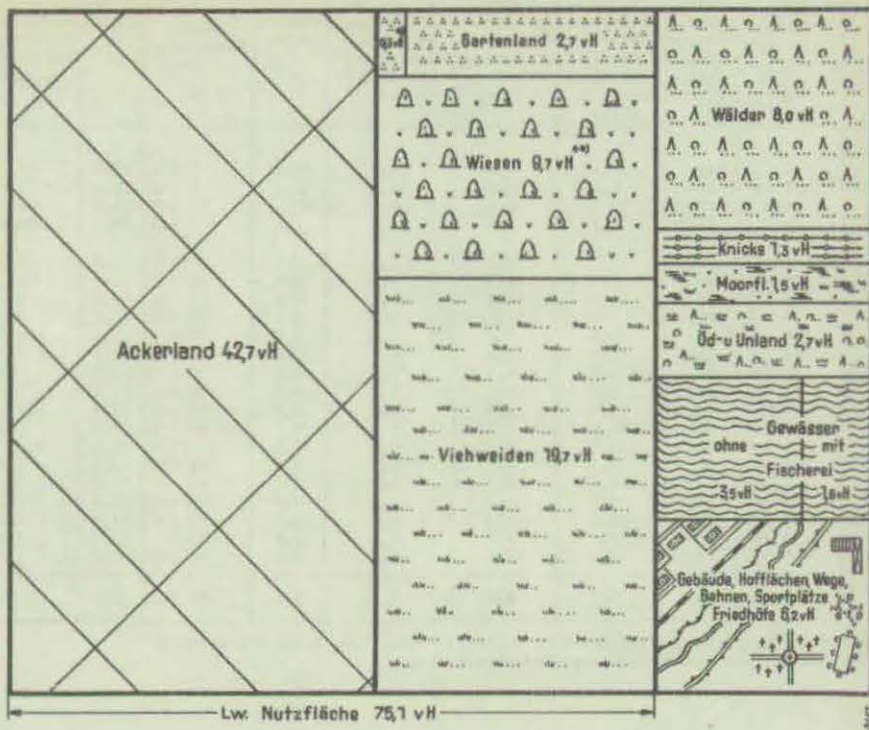 Gartenland 2,7 vH
Wiesen 9,7 vH
Ackerland 42,7 vH
Viehweiden 19,7 vH
Wälder 8,0 vH
Knicks 1,3 vH
Moorfl. 1,5 vH
Öd- u Unland 2,7 vH
Gewässer
ohne mit
Fischerei
3,5 vH 1,6 vH
Gebäude, Hofflächen, Wege,
Bahnen, Sportplätze
Friedhöfe 6,2 vH
Lw. Nutzfläche 75,1 vH